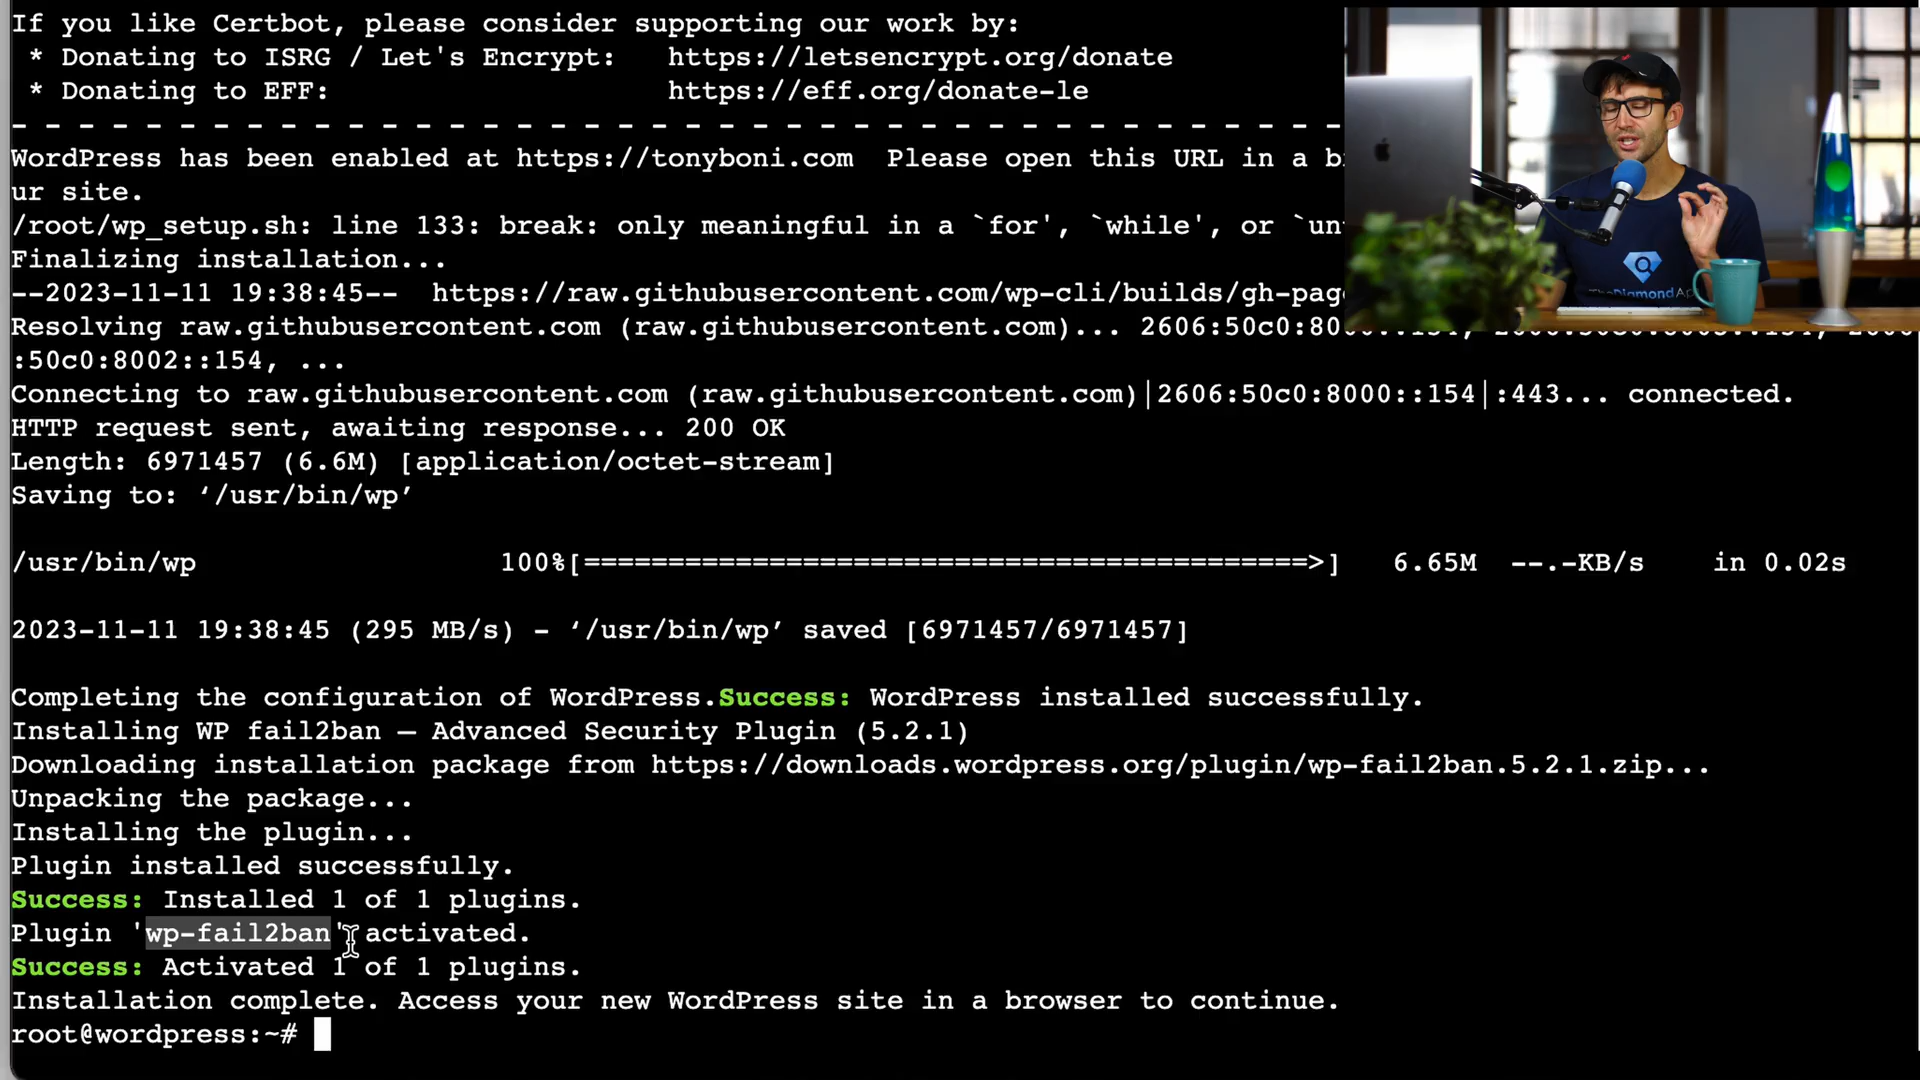 If you like Certbot, please consider supporting our work by:
* Donating to ISRG / Let's Encrypt:   https://letsencrypt.org/donate
* Donating to EFF:                    https://eff.org/donate-le
- - - - - - - - - - - - - - - - - - - - - - - - - - - - - - - - - - - - - - - -
WordPress has been enabled at https://tonyboni.com  Please open this URL in a
ur site.
/root/wp_setup.sh: line 133: break: only meaningful in a `for', `while', or
Finalizing installation...
--2023-11-11 19:38:45--  https://raw.githubusercontent.com/wp-cli/builds/
Resolving raw.githubusercontent.com (raw.githubusercontent.com)...
:50c0:8002::154, ...
Connecting to raw.githubusercontent.com (raw.githubusercontent.com)|2606:50c0:8000::154|:443... connected.
HTTP request sent, awaiting response... 200 OK
Length: 6971457 (6.6M) [application/octet-stream]
Saving to: ‘/usr/bin/wp’
/usr/bin/wp                  100%[===========================================>]   6.65M  --.-KB/s    in 0.02s
2023-11-11 19:38:45 (295 MB/s) - ‘/usr/bin/wp’ saved [6971457/6971457]
Completing the configuration of WordPress.Success: WordPress installed successfully.
Installing WP fail2ban – Advanced Security Plugin (5.2.1)
Downloading installation package from https://downloads.wordpress.org/plugin/wp-fail2ban.5.2.1.zip...
Unpacking the package...
Installing the plugin...
Plugin installed successfully.
Success: Installed 1 of 1 plugins.
Plugin 'wp-fail2ban' activated.
Success: Activated 1 of 1 plugins.
Installation complete. Access your new WordPress site in a browser to continue.
root@wordpress:~#